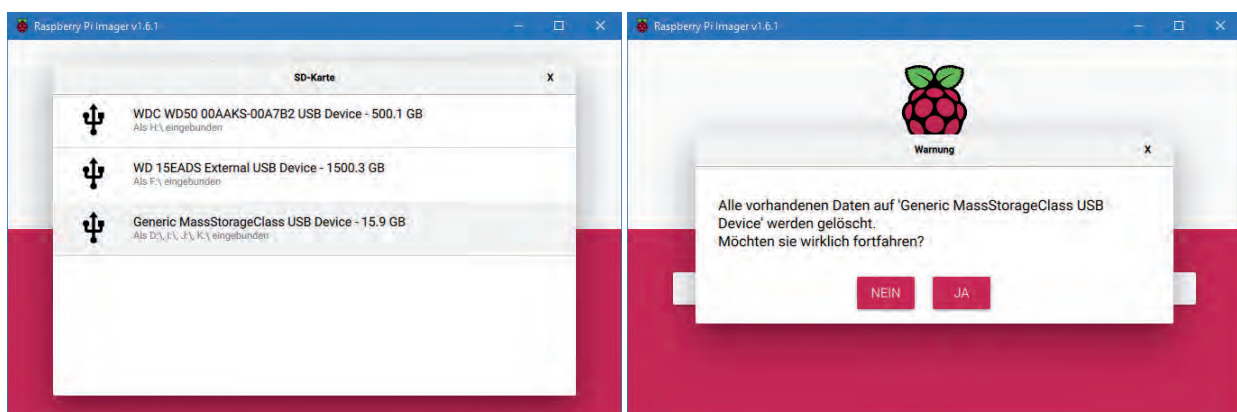 Raspberry Pi Imager v1.6.1
SD-Karte
X
WDC WD50 00AAKS-00A7B2 USB Device - 500.1 GB
Als H:\ eingebunden
WD 15EADS External USB Device - 1500.3 GB
Als F:\ eingebunden
Generic MassStorageClass USB Device - 15.9 GB
Als D:\, I:\, J:\, K:\ eingebunden
Raspberry Pi Imager v1.6.1
Warnung
X
Alle vorhandenen Daten auf 'Generic MassStorageClass USB
Device' werden gelöscht.
Möchten sie wirklich fortfahren?
NEIN
JA